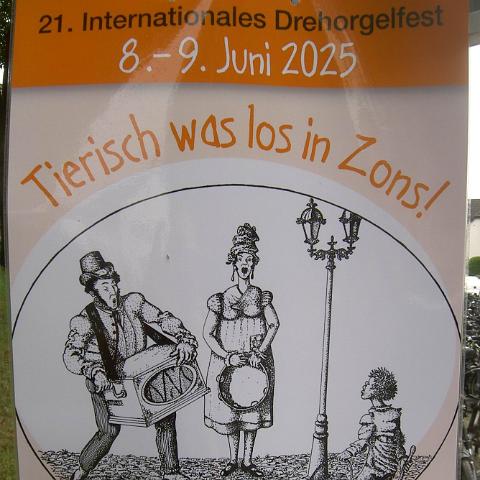 21. Internationales Drehorgelfest
8.-9. Juni 2025
Tierisch was los in Zons!